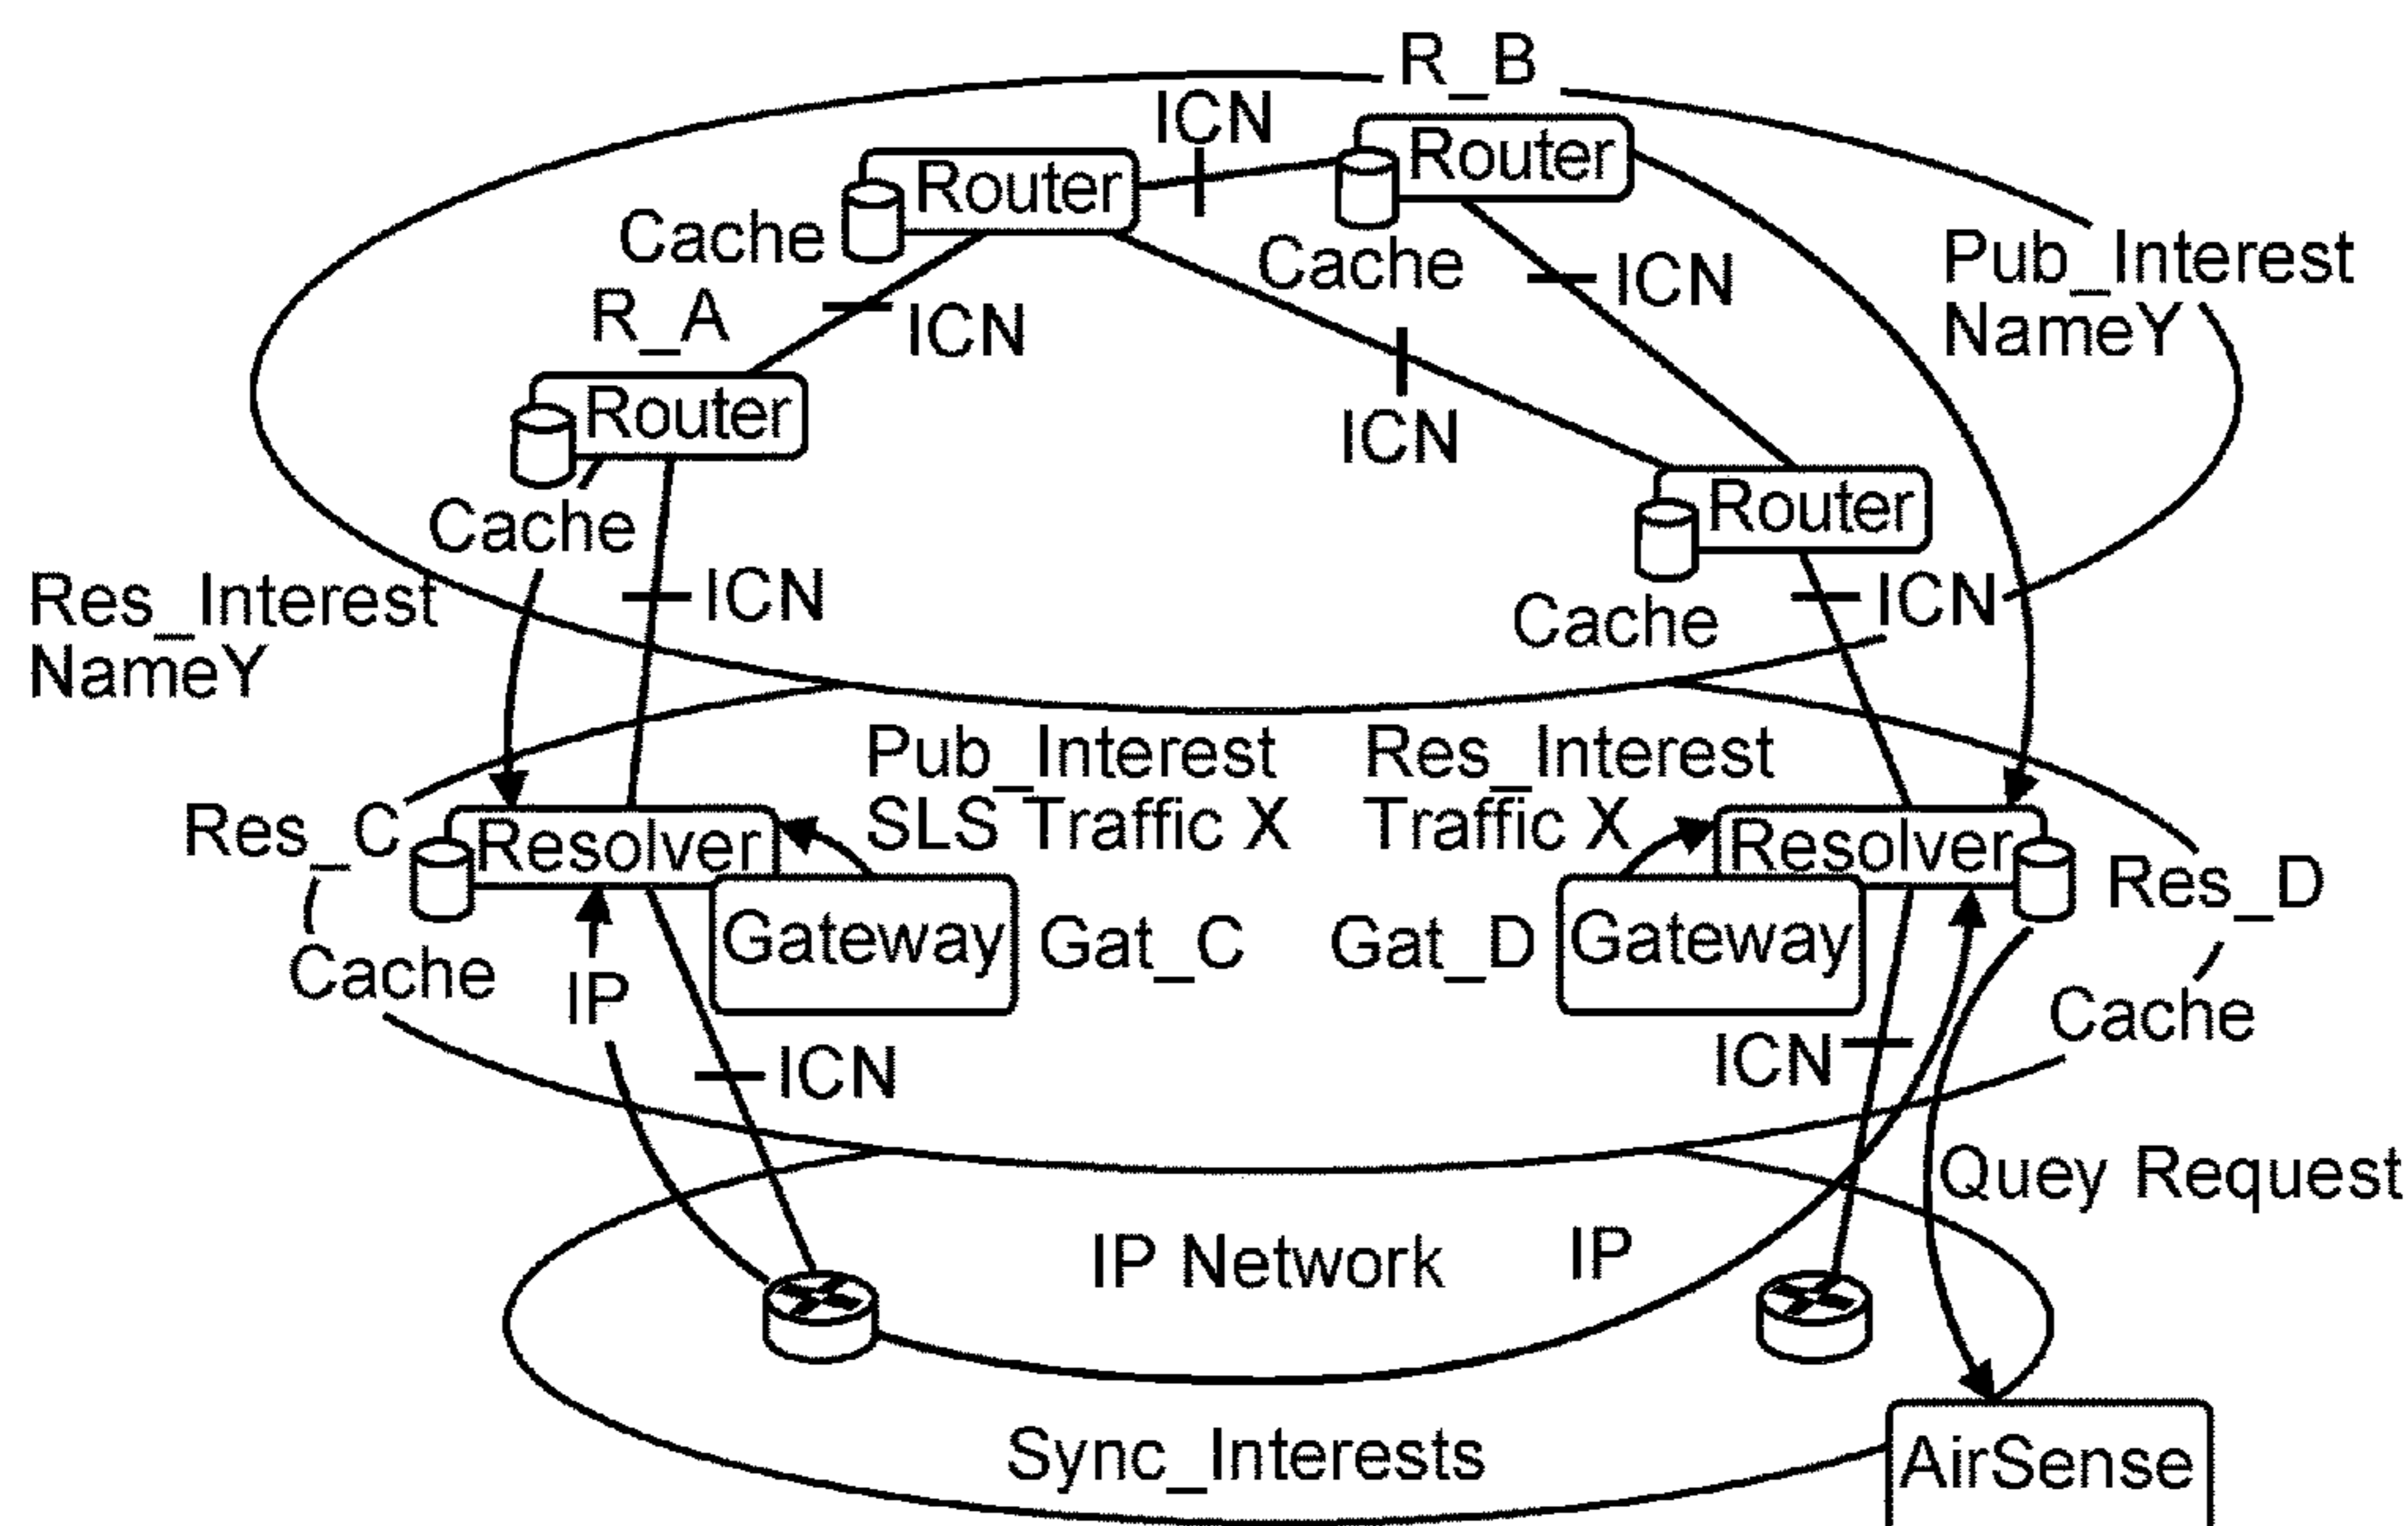 R_B
ICN
Router
Router
Cache
Cache
ICN
Pub_Interest
NameY
R_A
ICN
Router
ICN
Cache
Router
Res_Interest
NameY
ICN
Cache
ICN
Pub_Interest
SLS Traffic X
Res_Interest
Traffic X
Res_C
Resolver
Resolver
Res_D
Gateway
Gat_C
Gat_D
Gateway
Cache
IP
Cache
ICN
ICN
Quey Request
IP Network
IP
Sync_Interests
AirSense